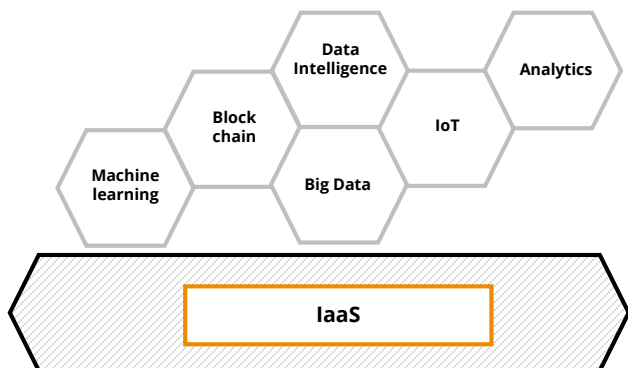 Data
Intelligence
Analytics
Block
chain
IoT
Machine
learning
Big Data
IaaS